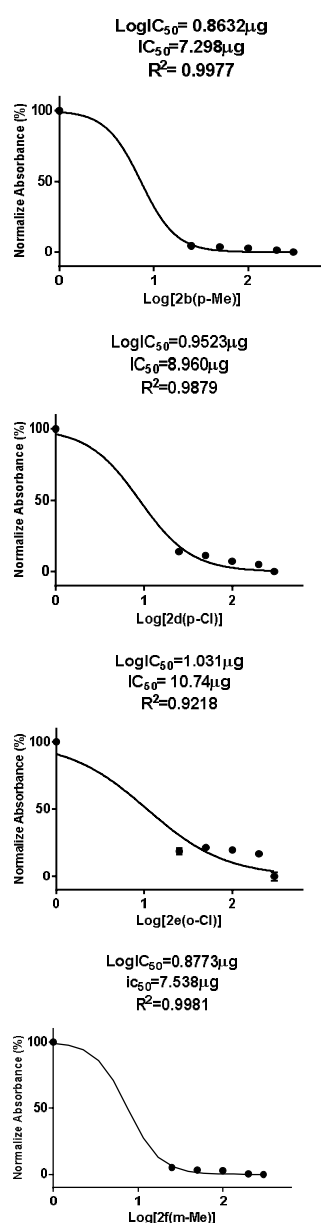 LogIC₅₀= 0.8632µg
IC₅₀=7.298µg
R²= 0.9977
Normalize Absorbance (%)
100
50
0
0 1 2
Log[2b(p-Me)]
LogIC₅₀=0.9523µg
IC₅₀=8.960µg
R²=0.9879
Normalize Absorbance (%)
100
50
0
0 1 2
Log[2d(p-Cl)]
LogIC₅₀=1.031µg
IC₅₀= 10.74µg
R²=0.9218
Normalize Absorbance (%)
100
50
0
0 1 2
Log[2e(o-Cl)]
LogIC₅₀=0.8773µg
ic₅₀=7.538µg
R²=0.9981
Normalize Absorbance (%)
100
50
0
0 1 2
Log[2f(m-Me)]